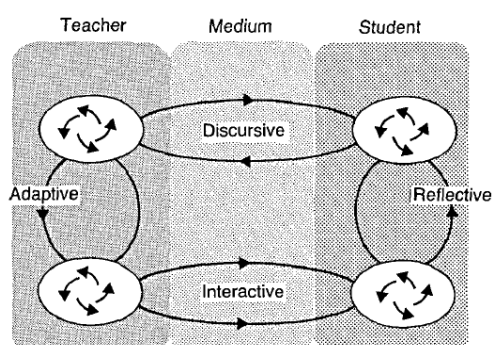 Teacher Medium Student
Discursive
Adaptive Reflective
Interactive